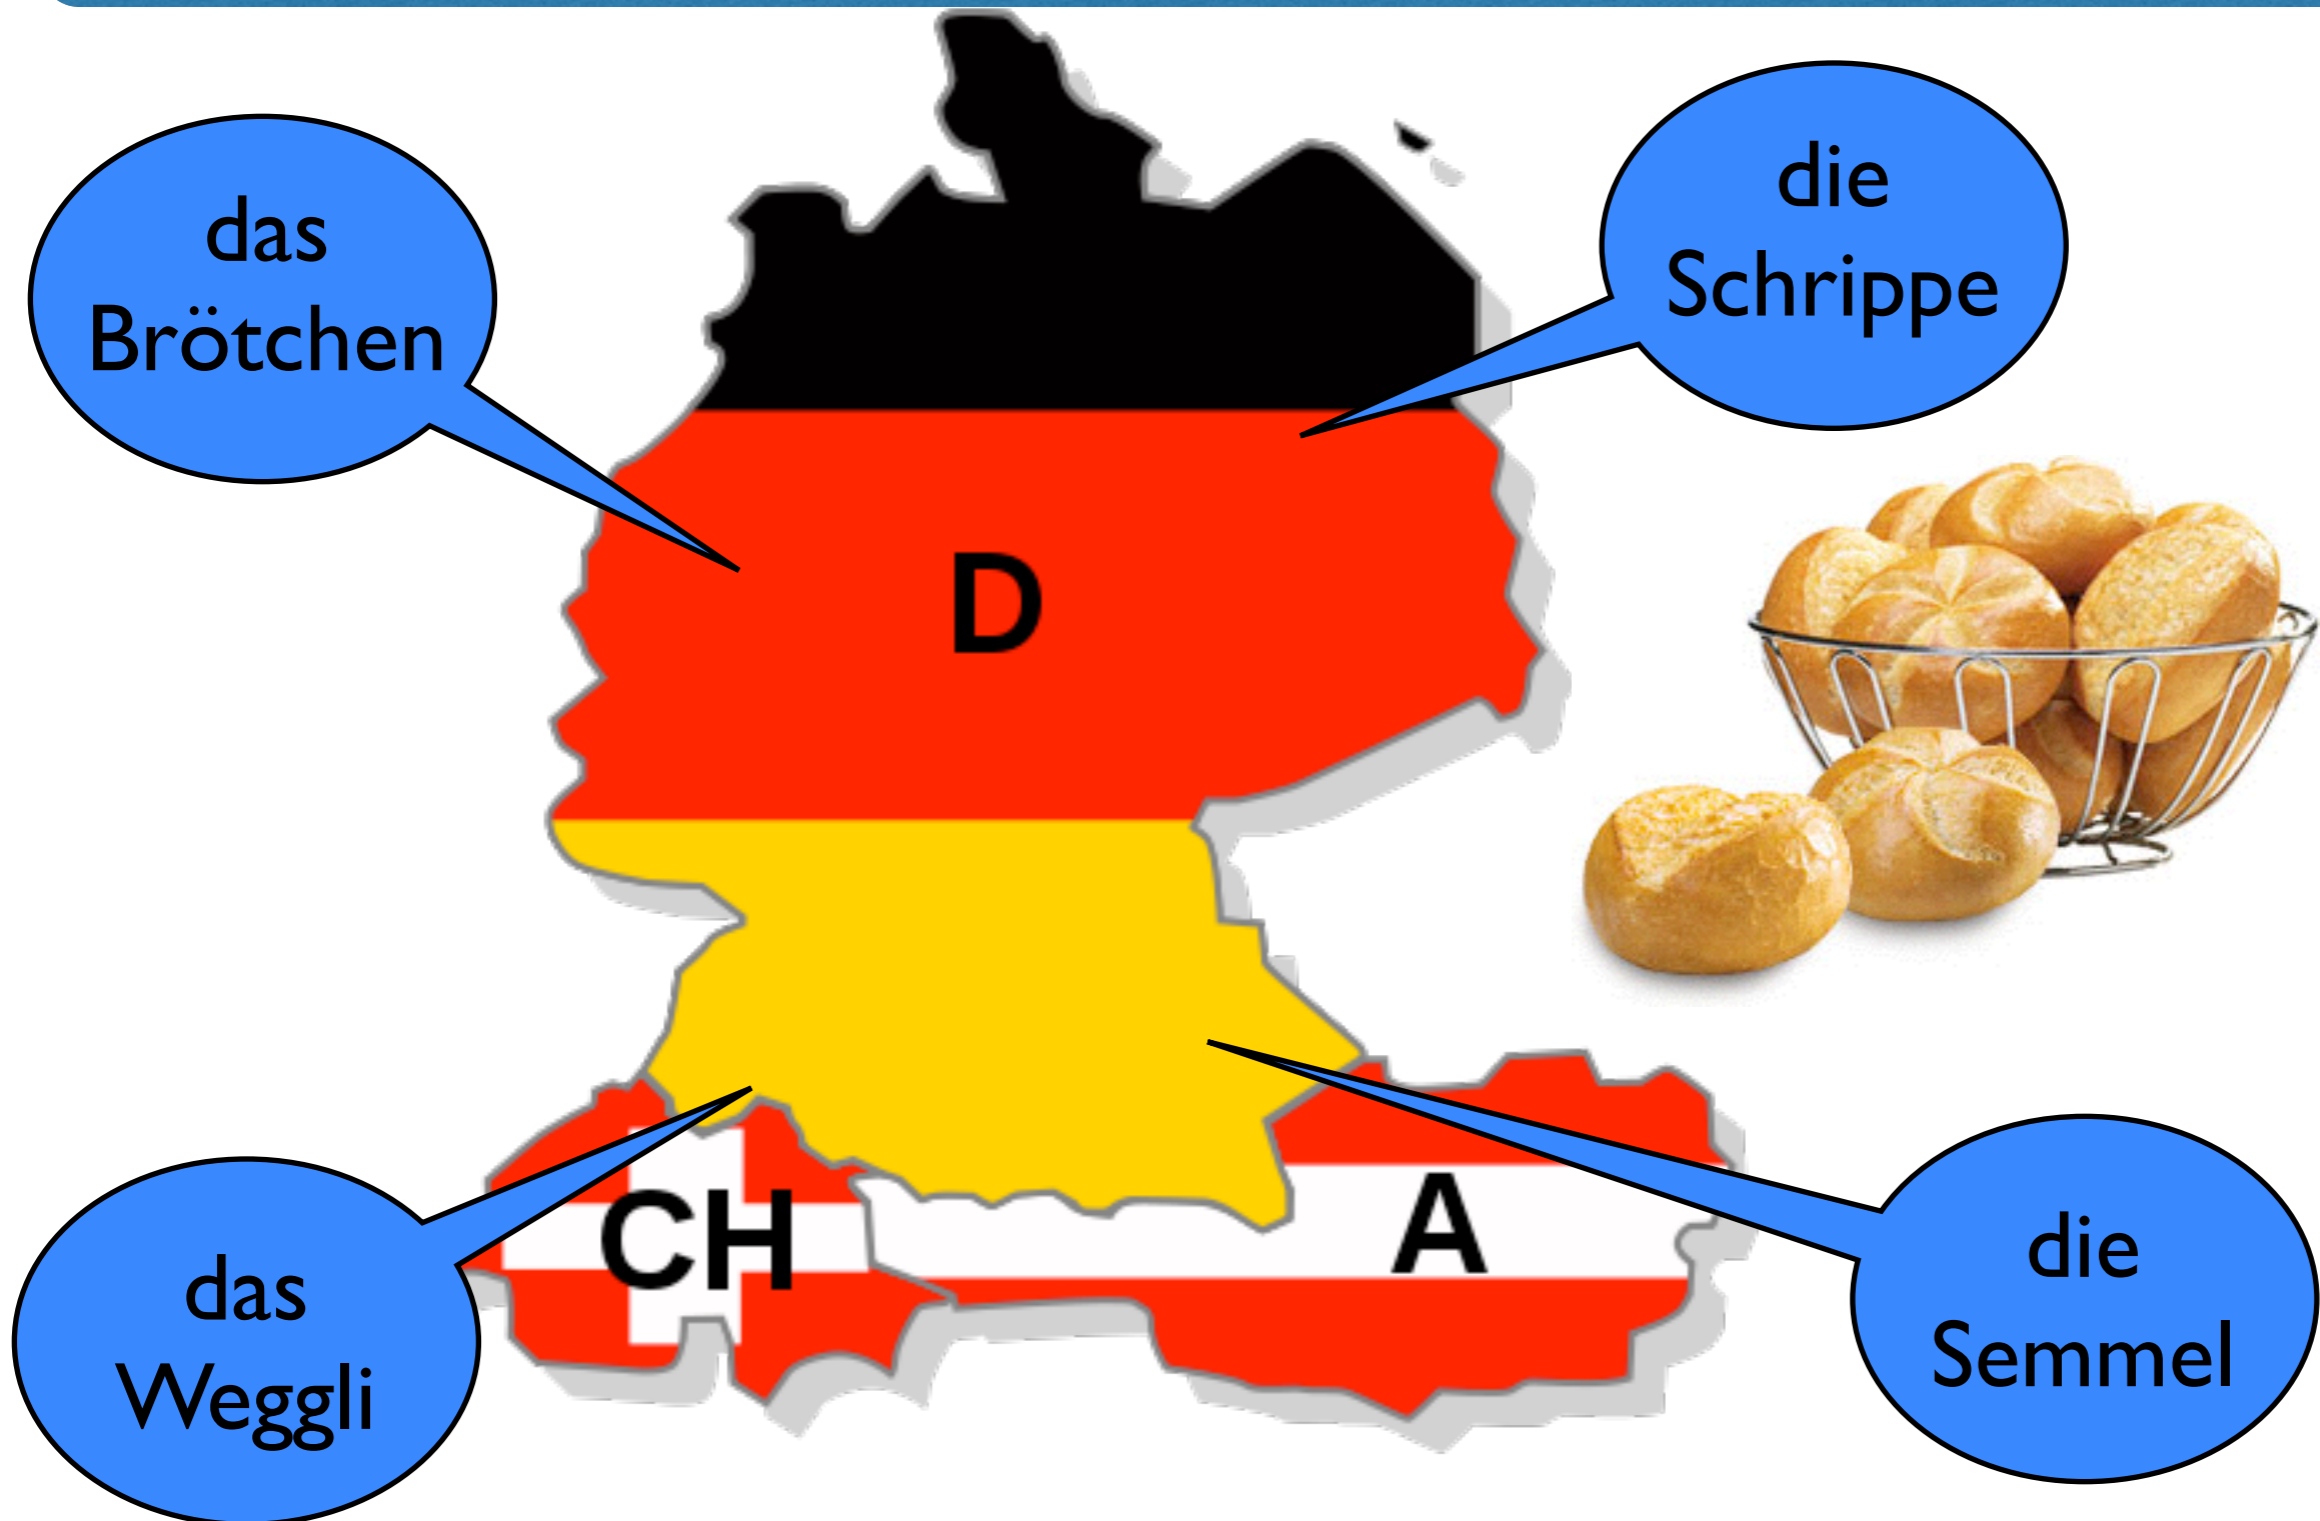 das
Brötchen
die
Schrippe
D
CH
A
das
Weggli
die
Semmel